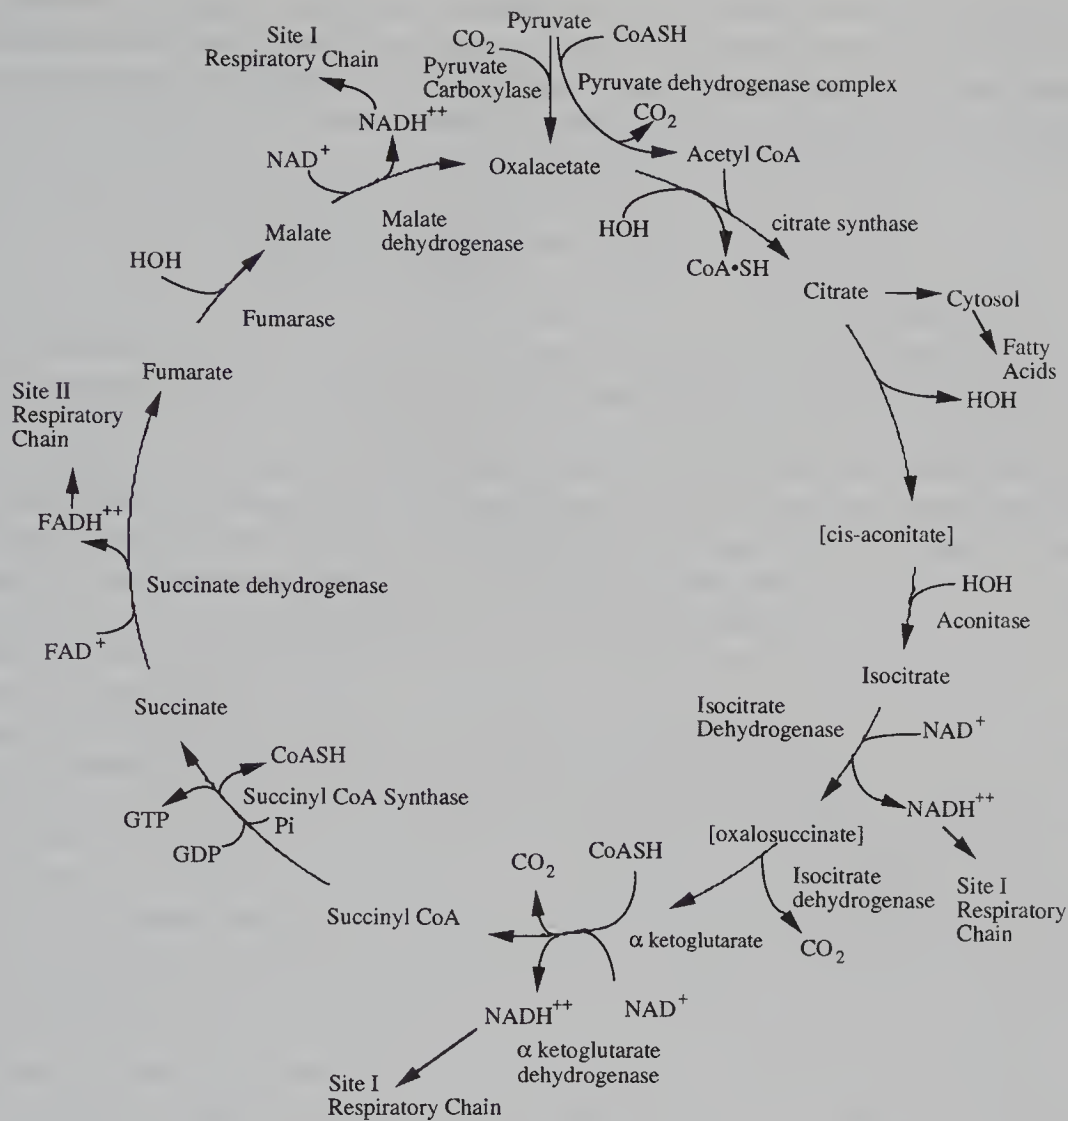 Pyruvate
CO2
CoASH
Pyruvate
Carboxylase
Pyruvate dehydrogenase complex
CO2
Site I
Respiratory Chain
NADH++
NAD+
Oxalacetate
Acetyl CoA
Malate
dehydrogenase
HOH
citrate synthase
CoA•SH
Malate
HOH
Fumarase
Citrate
Cytosol
Fatty
Acids
HOH
Fumarate
Site II
Respiratory
Chain
FADH++
Succinate dehydrogenase
FAD+
[cis-aconitate]
HOH
Aconitase
Isocitrate
Isocitrate
Dehydrogenase
NAD+
NADH++
Site I
Respiratory
Chain
Succinate
CoASH
Succinyl CoA Synthase
GTP
Pi
GDP
[oxalosuccinate]
Isocitrate
dehydrogenase
CO2
CO2
CoASH
Succinyl CoA
α ketoglutarate
NADH++
NAD+
α ketoglutarate
dehydrogenase
Site I
Respiratory Chain